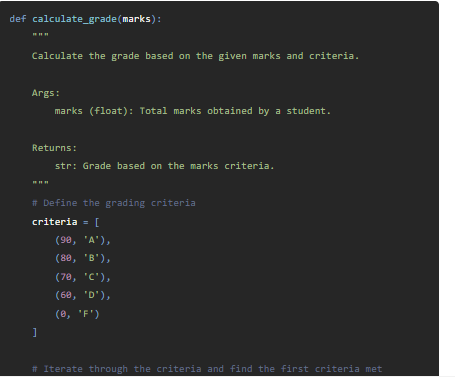 def calculate_grade(marks):
"""
Calculate the grade based on the given marks and criteria.
Args:
marks (float): Total marks obtained by a student.
Returns:
str: Grade based on the marks criteria.
"""
# Define the grading criteria
criteria = [
(90, 'A'),
(80, 'B'),
(70, 'C'),
(60, 'D'),
(0, 'F')
]
# Iterate through the criteria and find the first criteria met